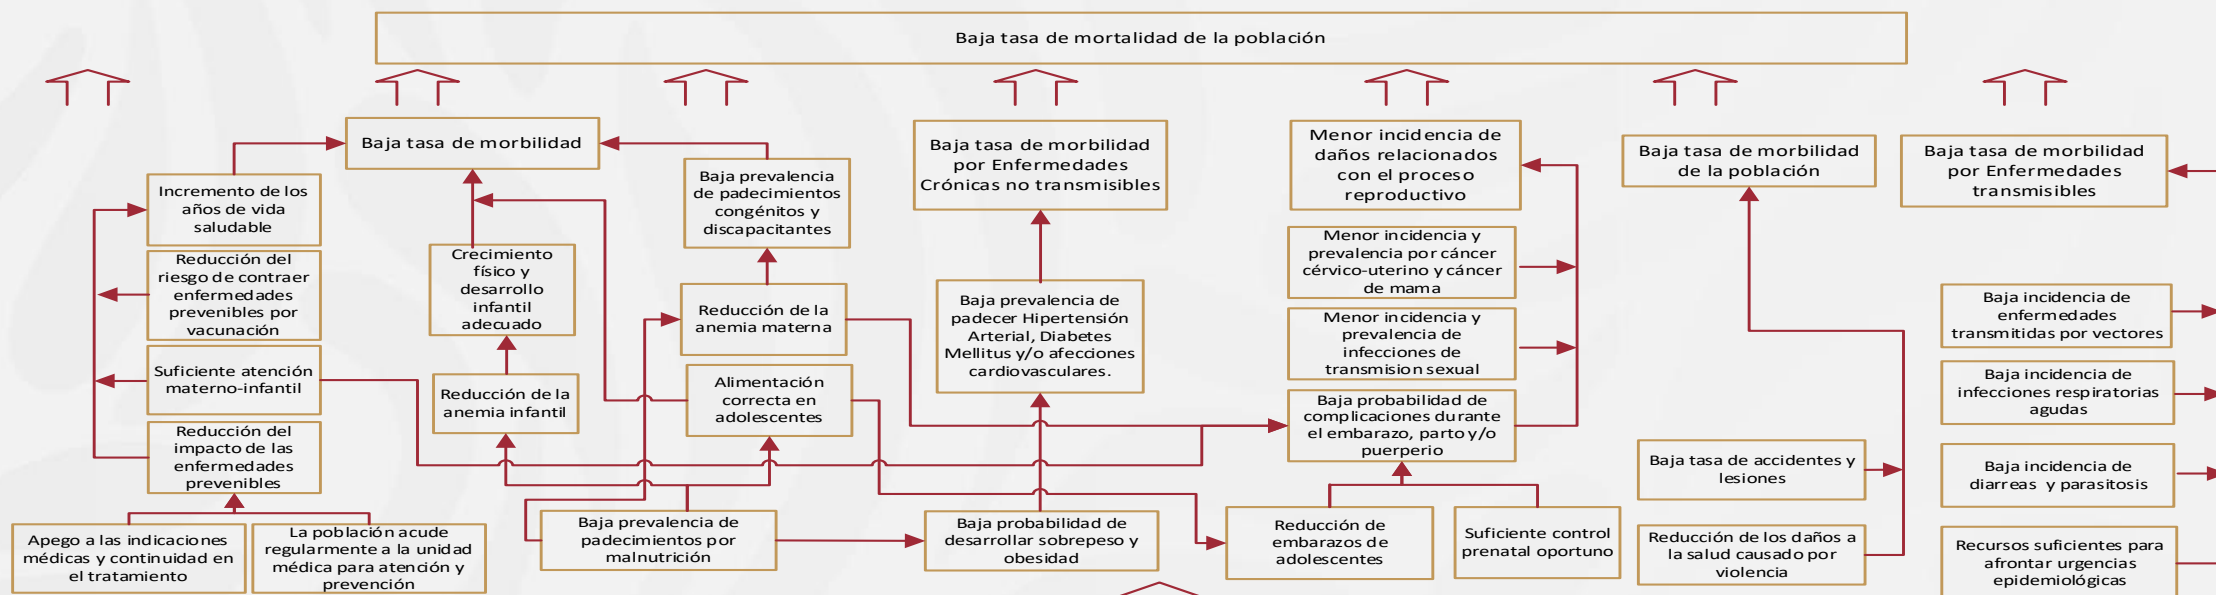 Baja tasa de mortalidad de la población
Baja tasa de morbilidad
Incremento de los
años de vida
saludable
Reducción del
riesgo de contraer
enfermedades
prevenibles por
vacunación
Suficiente atención
materno-infantil
Reducción del
impacto de las
enfermedades
prevenibles
Apego a las indicaciones
médicas y continuidad en
el tratamiento
La población acude
regularmente a la unidad
médica para atención y
prevención
Crecimiento
físico y
desarrollo
infantil
adecuado
Reducción de la
anemia infantil
Baja prevalencia
de padecimientos
congénitos y
discapacitantes
Reducción de la
anemia materna
Alimentación
correcta en
adolescentes
Baja prevalencia de
padecimientos por
malnutrición
Baja tasa de morbilidad
por Enfermedades
Crónicas no transmisibles
Baja prevalencia de
padecer Hipertensión
Arterial, Diabetes
Mellitus y/o afecciones
cardiovasculares.
Baja probabilidad de
desarrollar sobrepeso y
obesidad
Menor incidencia de
daños relacionados
con el proceso
reproductivo
Menor incidencia y
prevalencia por cáncer
cérvico-uterino y cáncer
de mama
Menor incidencia y
prevalencia de
infecciones de
transmision sexual
Baja probabilidad de
complicaciones durante
el embarazo, parto y/o
puerperio
Reducción de
embarazos de
adolescentes
Suficiente control
prenatal oportuno
Baja tasa de morbilidad
de la población
Baja tasa de accidentes y
lesiones
Reducción de los daños a
la salud causado por
violencia
Baja tasa de morbilidad
por Enfermedades
transmisibles
Baja incidencia de
enfermedades
transmitidas por vectores
Baja incidencia de
infecciones respiratorias
agudas
Baja incidencia de
diarreas y parasitosis
Recursos suficientes para
afrontar urgencias
epidemiológicas